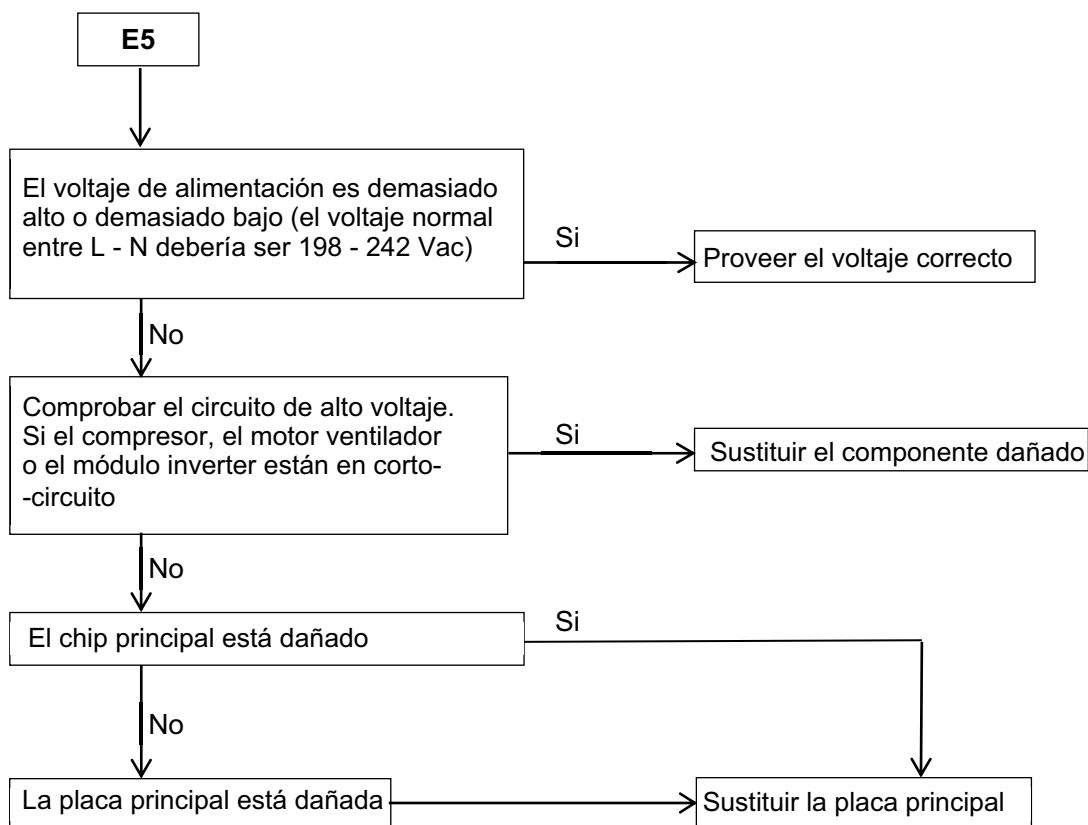 E5
El voltaje de alimentación es demasiado
alto o demasiado bajo (el voltaje normal
entre L - N debería ser 198 - 242 Vac)
Si
Proveer el voltaje correcto
No
Comprobar el circuito de alto voltaje.
Si el compresor, el motor ventilador
o el módulo inverter están en corto-
-circuito
Si
Sustituir el componente dañado
No
El chip principal está dañado
Si
No
La placa principal está dañada
Sustituir la placa principal